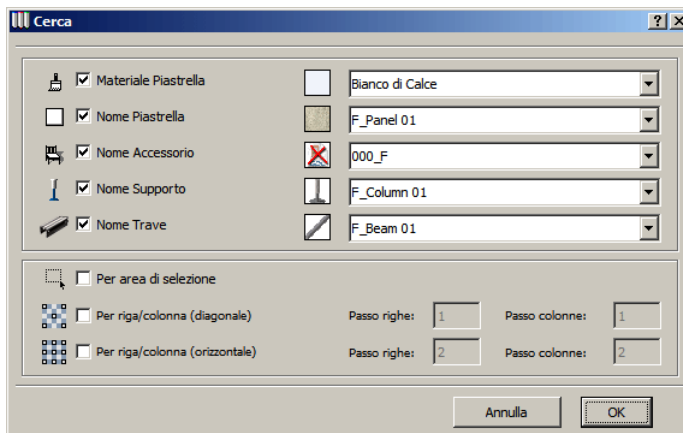 Cerca
Materiale Piastrella Bianco di Calce
Nome Piastrella F_Panel 01
Nome Accessorio 000_F
Nome Supporto F_Column 01
Nome Trave F_Beam 01
Per area di selezione
Per riga/colonna (diagonale) Passo righe: 1 Passo colonne: 1
Per riga/colonna (orizzontale) Passo righe: 2 Passo colonne: 2
Annulla OK